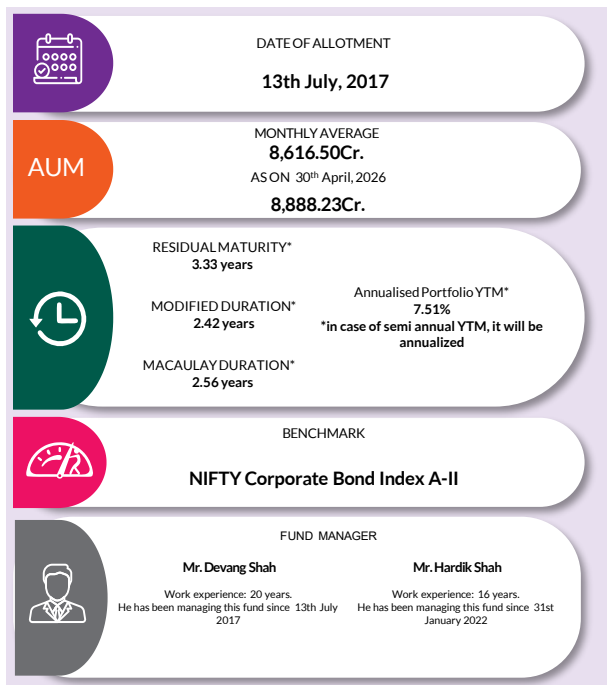 DATE OF ALLOTMENT
13th July, 2017
AUM
MONTHLY AVERAGE
8,616.50Cr.
AS ON 30th April, 2026
8,888.23Cr.
RESIDUAL MATURITY*
3.33 years
MODIFIED DURATION*
2.42 years
MACAULAY DURATION*
2.56 years
Annualised Portfolio YTM*
7.51%
*in case of semi annual YTM, it will be
annualized
BENCHMARK
NIFTY Corporate Bond Index A-II
FUND MANAGER
Mr. Devang Shah
Work experience: 20 years.
He has been managing this fund since 13th July
2017
Mr. Hardik Shah
Work experience: 16 years.
He has been managing this fund since 31st
January 2022